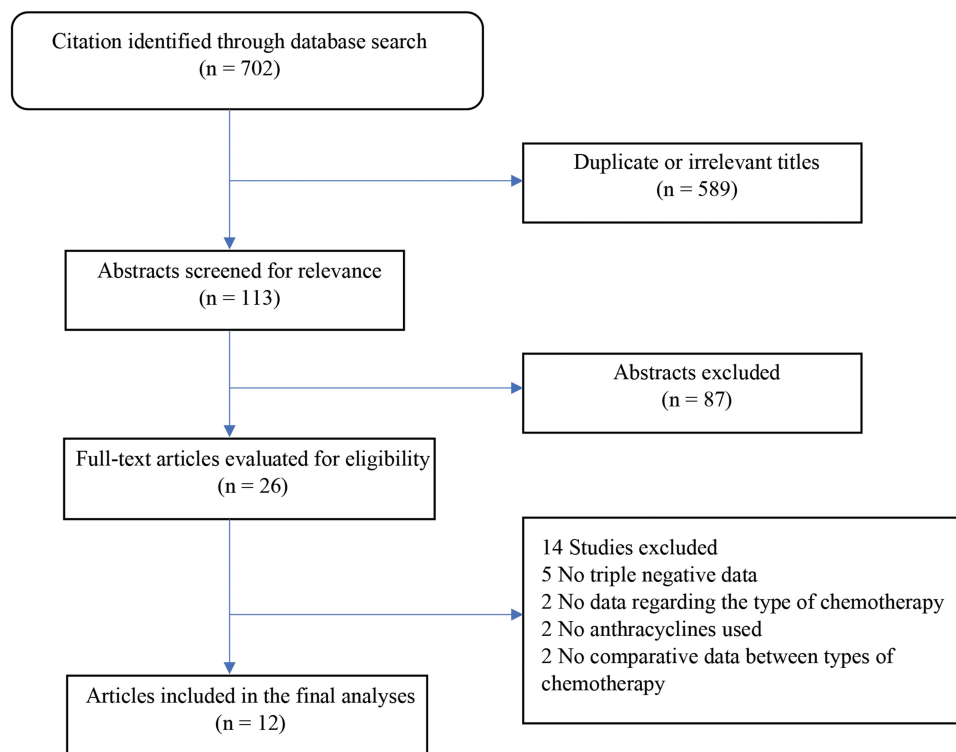 Citation identified through database search
(n = 702)
Duplicate or irrelevant titles
(n = 589)
Abstracts screened for relevance
(n = 113)
Abstracts excluded
(n = 87)
Full-text articles evaluated for eligibility
(n = 26)
14 Studies excluded
5 No triple negative data
2 No data regarding the type of chemotherapy
2 No anthracyclines used
2 No comparative data between types of
chemotherapy
Articles included in the final analyses
(n = 12)